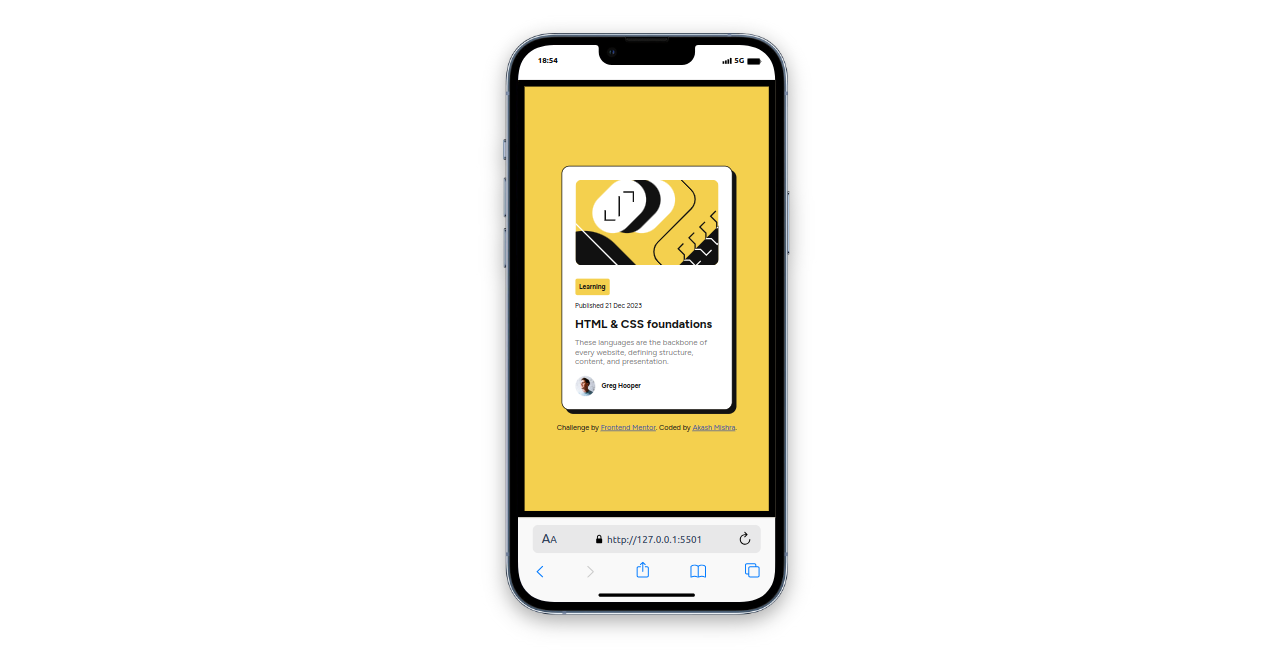 18:54 5G
Learning
Published 21 Dec 2023
HTML & CSS foundations
These languages are the backbone of
every website, defining structure,
content, and presentation.
Greg Hooper
Challenge by Frontend Mentor. Coded by Akash Mishra.
AA http://127.0.0.1:5501